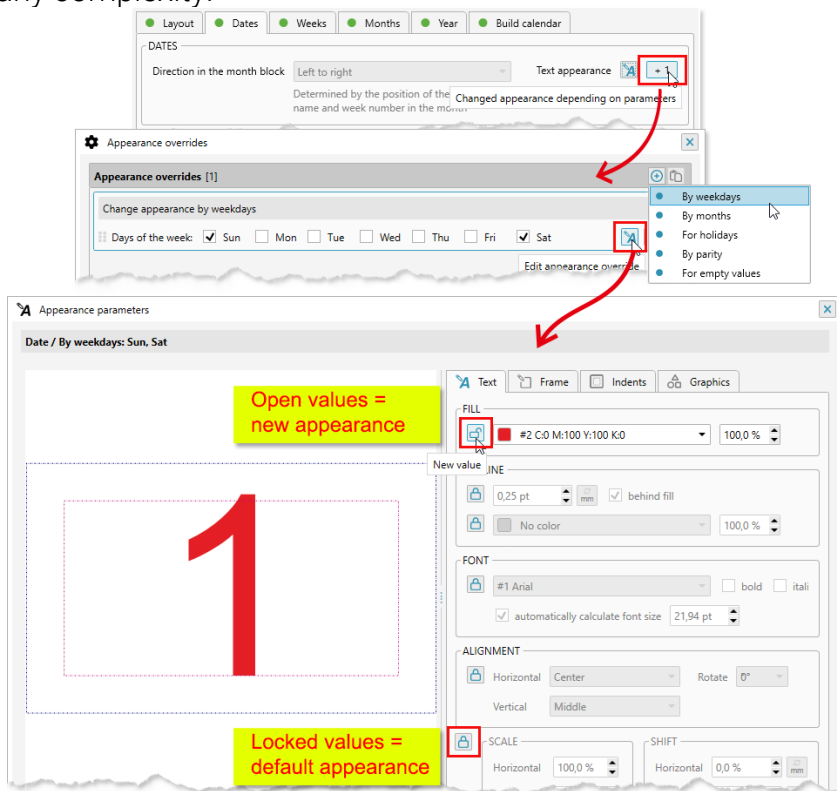 any complexity.
Layout Dates Weeks Months Year Build calendar
DATES
Direction in the month block Left to right Text appearance + 1
Determined by the position of the
name and week number in the month
Changed appearance depending on parameters
Appearance overrides
Appearance overrides [1]
Change appearance by weekdays
Days of the week: Sun Mon Tue Wed Thu Fri Sat
Edit appearance override
By weekdays
By months
For holidays
By parity
For empty values
Appearance parameters
Date / By weekdays: Sun, Sat
Open values =
new appearance
1
Locked values =
default appearance
Text Frame Indents Graphics
FILL
#2 C:0 M:100 Y:100 K:0 100,0 %
New value
INE
0,25 pt mm behind fill
No color 100,0 %
FONT
#1 Arial bold itali
automatically calculate font size 21,94 pt
ALIGNMENT
Horizontal Center Rotate 0°
Vertical Middle
SCALE SHIFT
Horizontal 100,0 % Horizontal 0,0 % mm